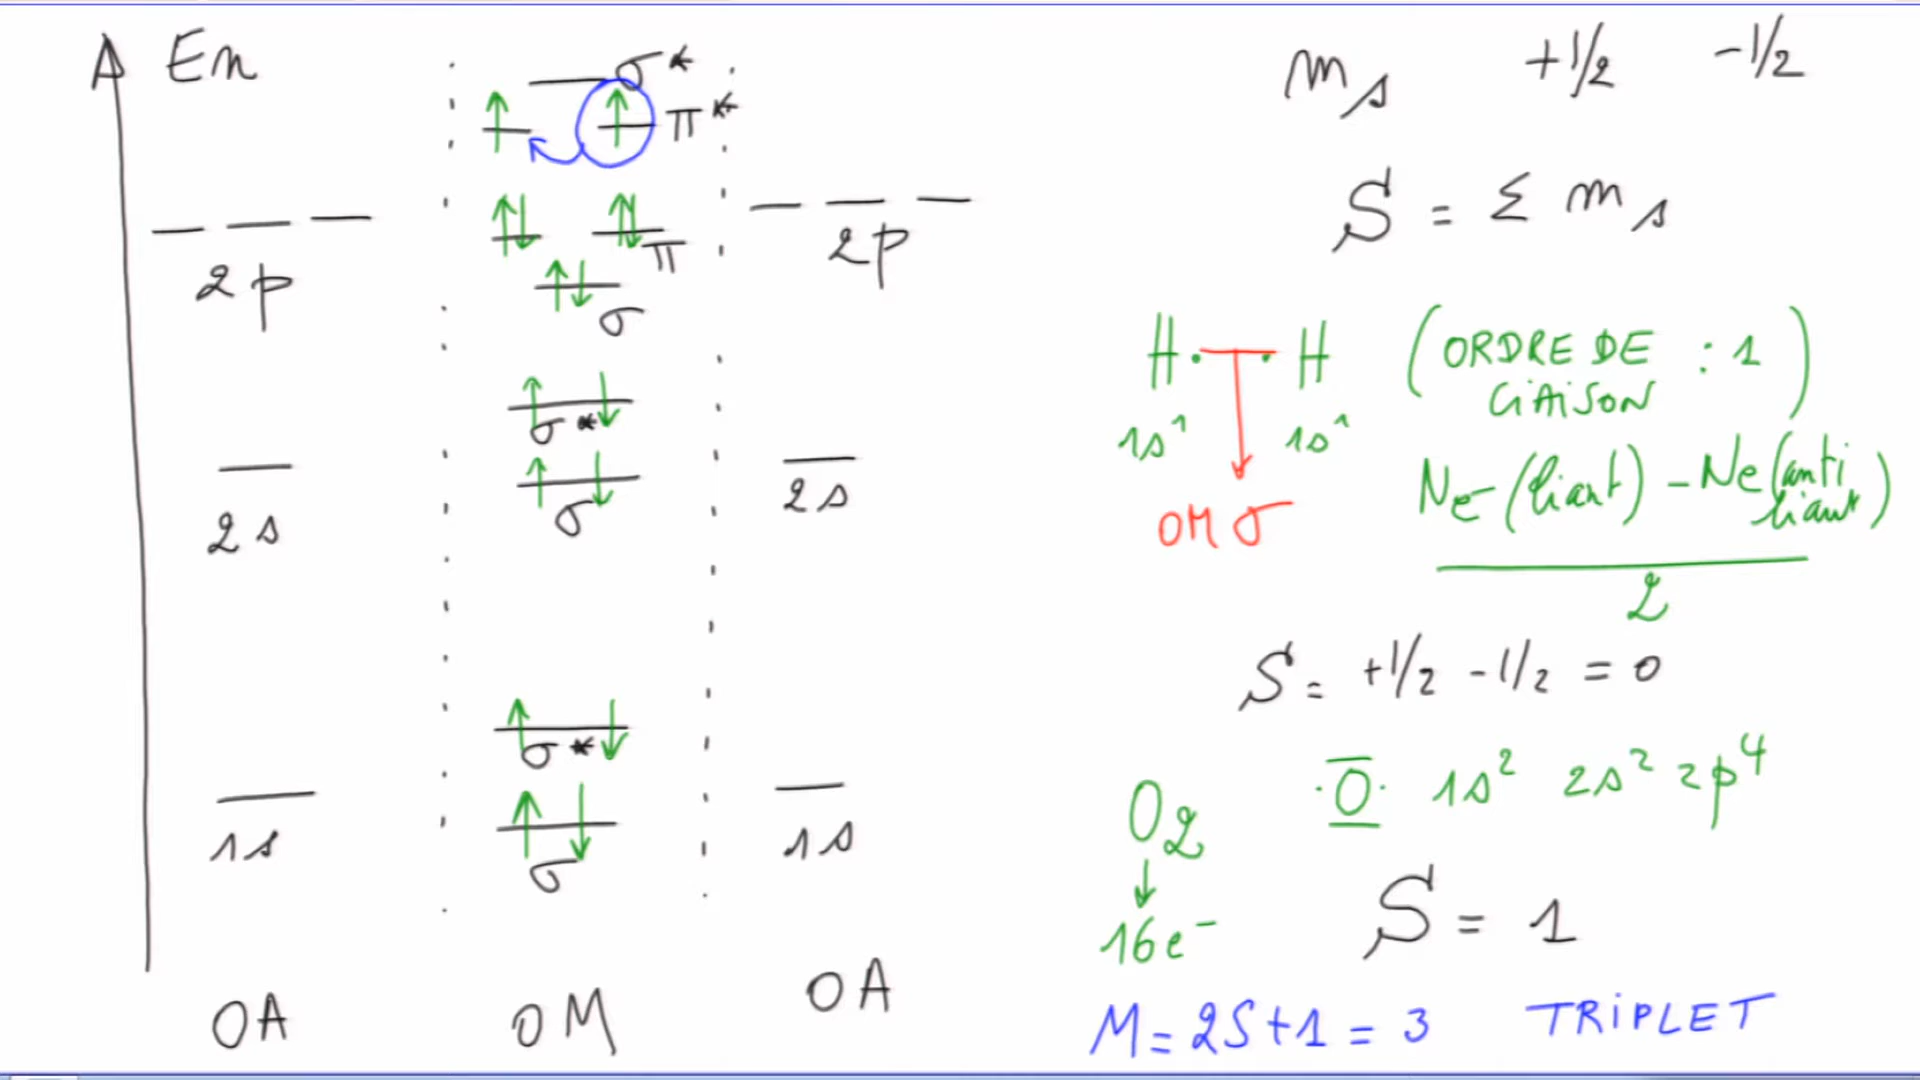 En
σ*
π*
2p
π
2p
σ
σ*
2s
σ
2s
σ*
1s
σ
1s
OA
OM
OA
ms +1/2 -1/2
S = Σ ms
H · — · H
1s¹ 1s¹
OM σ
(ORDRE DE : 1)
LIAISON
Ne-(liant) - Ne(anti
liant)
2
S = +1/2 - 1/2 = 0
O2
16e⁻
·O· 1s² 2s² 2p⁴
S = 1
M = 2S+1 = 3 TRIPLET